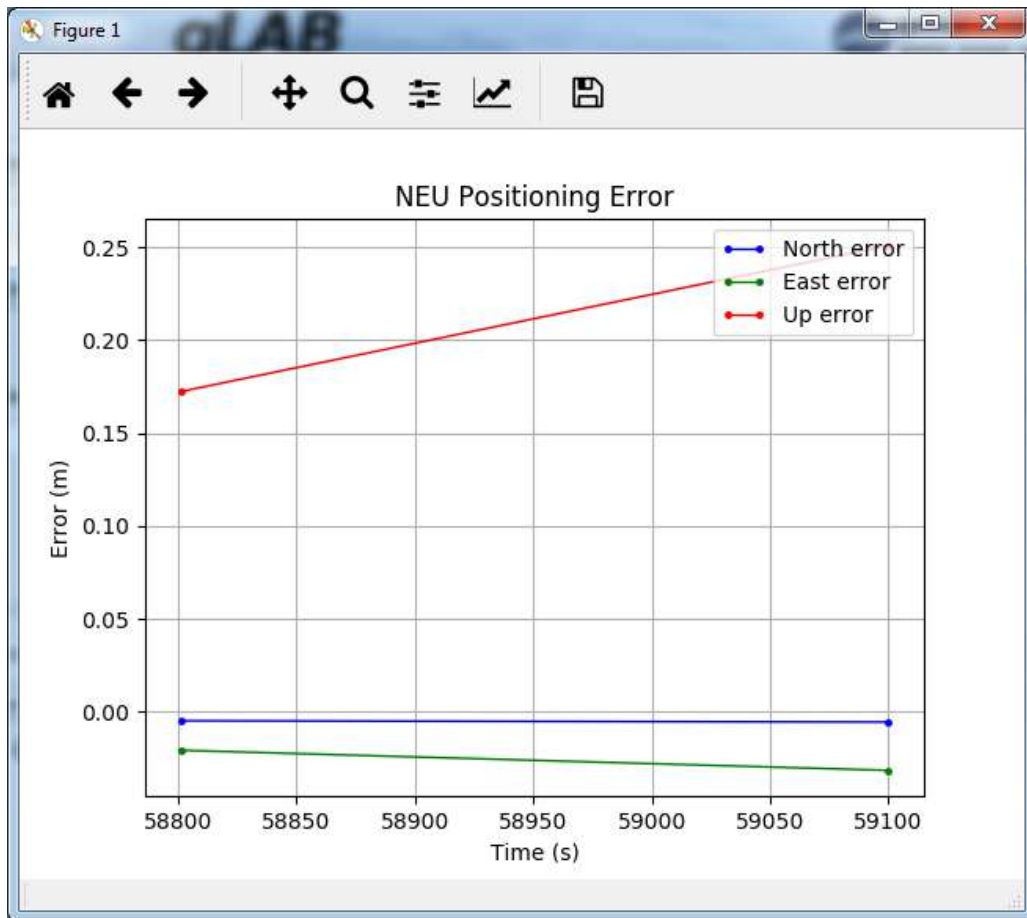 Figure 1
gLAB
NEU Positioning Error
North error
East error
Up error
0.25
0.20
0.15
0.10
0.05
0.00
Error (m)
58800 58850 58900 58950 59000 59050 59100
Time (s)